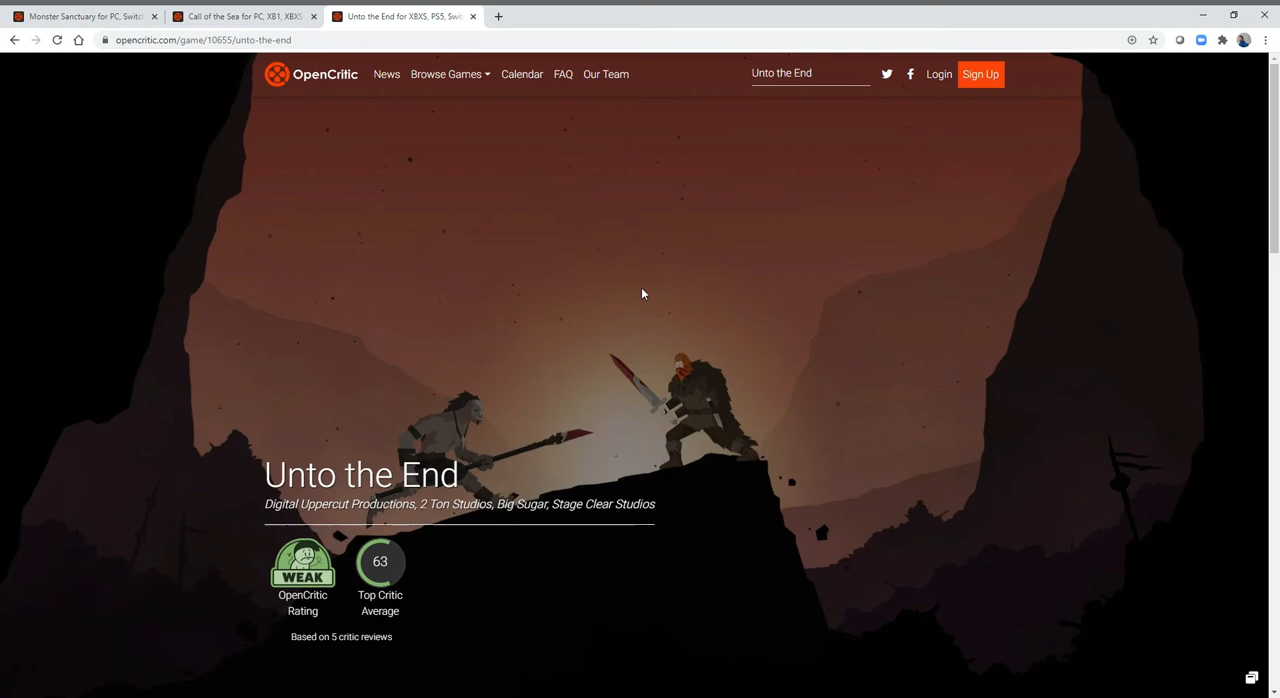 Monster Sanctuary for PC, Switch
Call of the Sea for PC, XB1, XBXS
Unto the End for XBXS, PS5, Swit
opencritic.com/game/10655/unto-the-end
OpenCritic News Browse Games Calendar FAQ Our Team Unto the End Login Sign Up
Unto the End
Digital Uppercut Productions, 2 Ton Studios, Big Sugar, Stage Clear Studios
WEAK 63
OpenCritic Rating
Top Critic Average
Based on 5 critic reviews